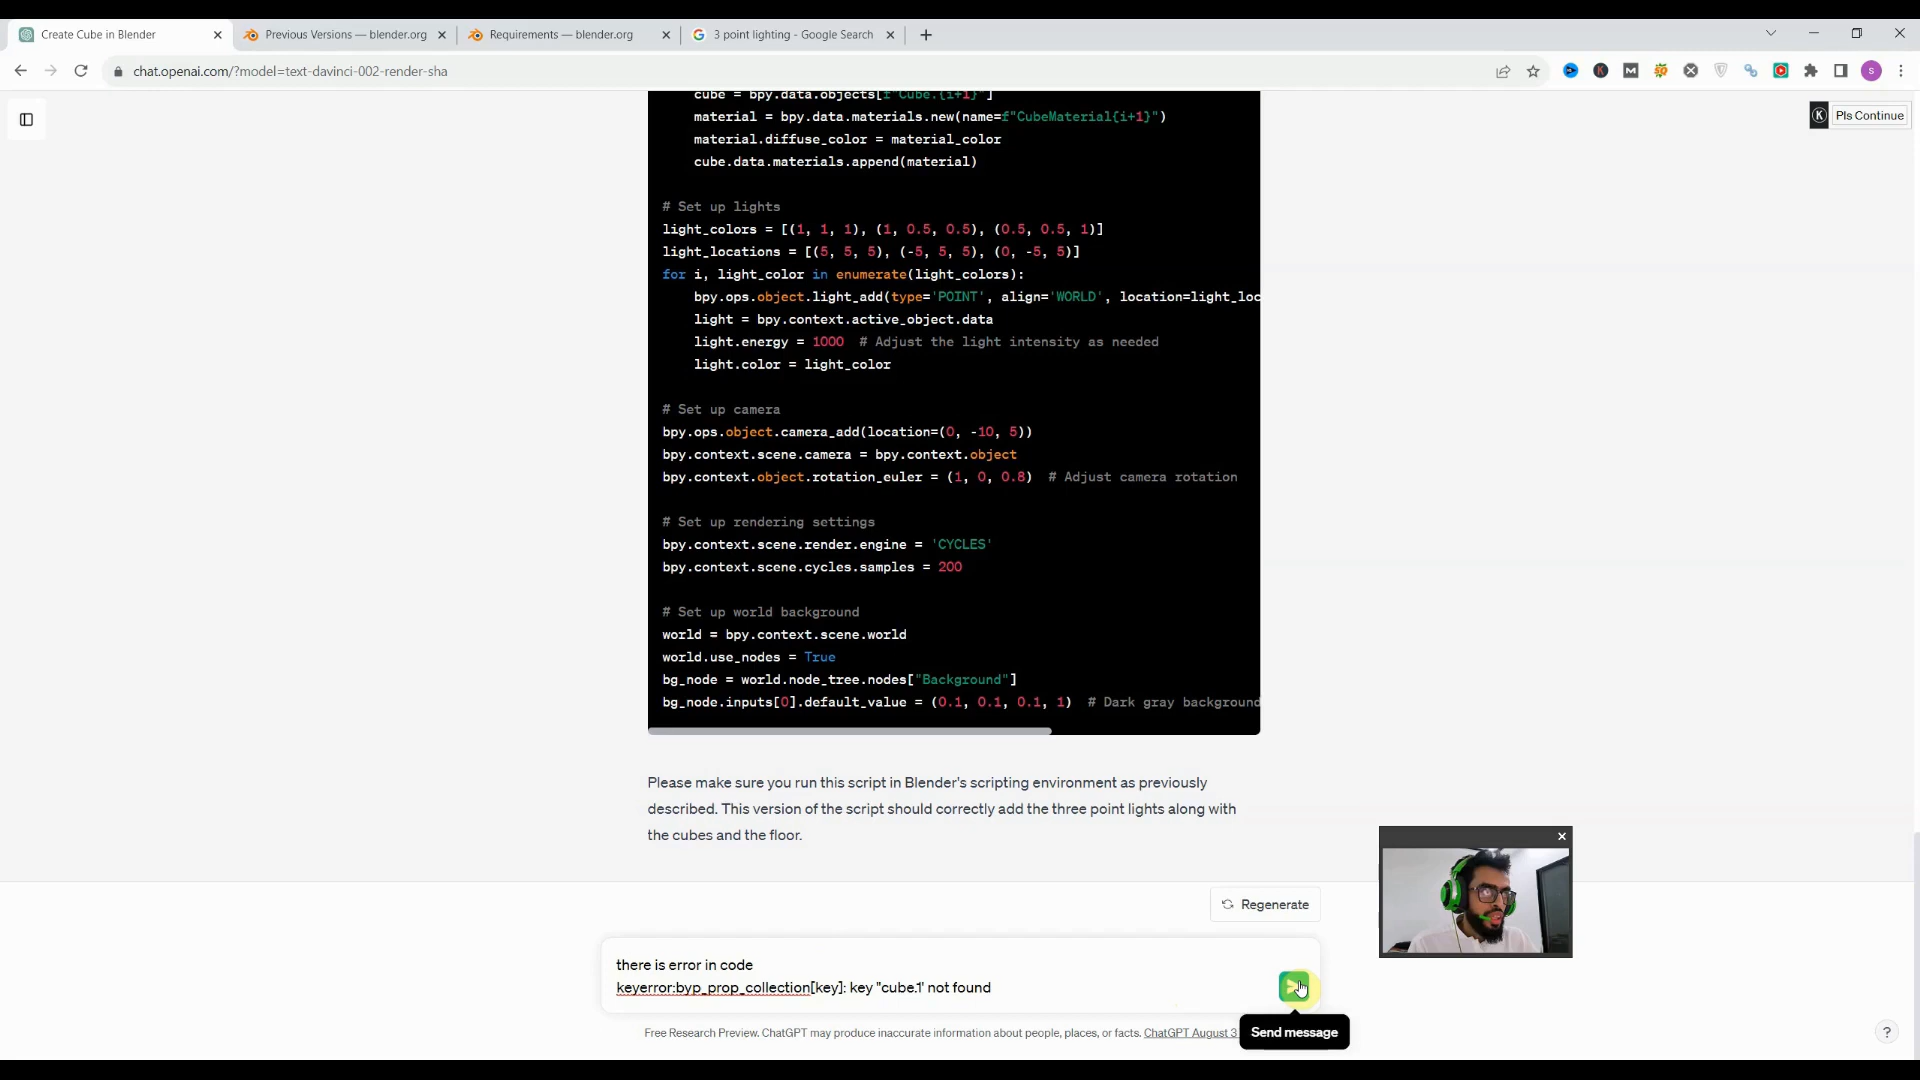 Create Cube in Blender
Previous Versions — blender.org
Requirements — blender.org
3 point lighting - Google Search
chat.openai.com/?model=text-davinci-002-render-sha
Pls Continue
cube = bpy.data.objects[f"Cube.{i+1}"]
material = bpy.data.materials.new(name=f"CubeMaterial{i+1}")
material.diffuse_color = material_color
cube.data.materials.append(material)
# Set up lights
light_colors = [(1, 1, 1), (1, 0.5, 0.5), (0.5, 0.5, 1)]
light_locations = [(5, 5, 5), (-5, 5, 5), (0, -5, 5)]
for i, light_color in enumerate(light_colors):
bpy.ops.object.light_add(type='POINT', align='WORLD', location=light_loc
light = bpy.context.active_object.data
light.energy = 1000 # Adjust the light intensity as needed
light.color = light_color
# Set up camera
bpy.ops.object.camera_add(location=(0, -10, 5))
bpy.context.scene.camera = bpy.context.object
bpy.context.object.rotation_euler = (1, 0, 0.8) # Adjust camera rotation
# Set up rendering settings
bpy.context.scene.render.engine = 'CYCLES'
bpy.context.scene.cycles.samples = 200
# Set up world background
world = bpy.context.scene.world
world.use_nodes = True
bg_node = world.node_tree.nodes["Background"]
bg_node.inputs[0].default_value = (0.1, 0.1, 0.1, 1) # Dark gray background
Please make sure you run this script in Blender's scripting environment as previously
described. This version of the script should correctly add the three point lights along with
the cubes and the floor.
Regenerate
there is error in code
keyerror:byp_prop_collection[key]: key "cube.1' not found
Free Research Preview. ChatGPT may produce inaccurate information about people, places, or facts. ChatGPT August 3
Send message